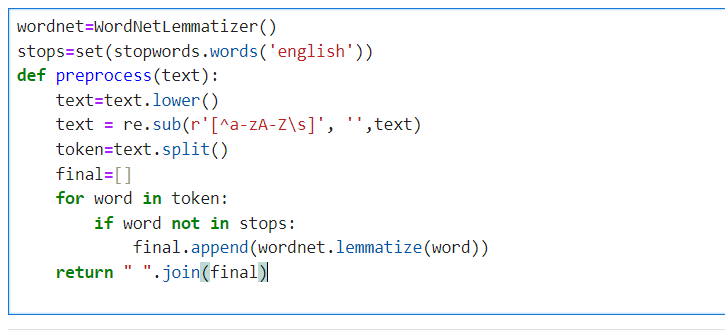 wordnet=WordNetLemmatizer()
stops=set(stopwords.words('english'))
def preprocess(text):
    text=text.lower()
    text = re.sub(r'[^a-zA-Z\s]', '',text)
    token=text.split()
    final=[]
    for word in token:
        if word not in stops:
            final.append(wordnet.lemmatize(word))
    return " ".join(final)